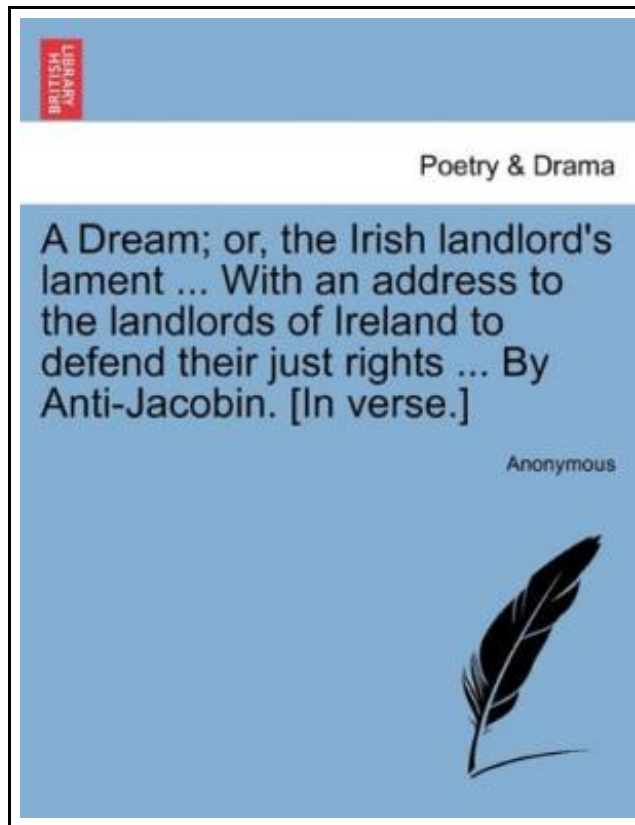 BRITISH
LIBRARY
Poetry & Drama
A Dream; or, the Irish landlord's
lament ... With an address to
the landlords of Ireland to
defend their just rights ... By
Anti-Jacobin. [In verse.]
Anonymous